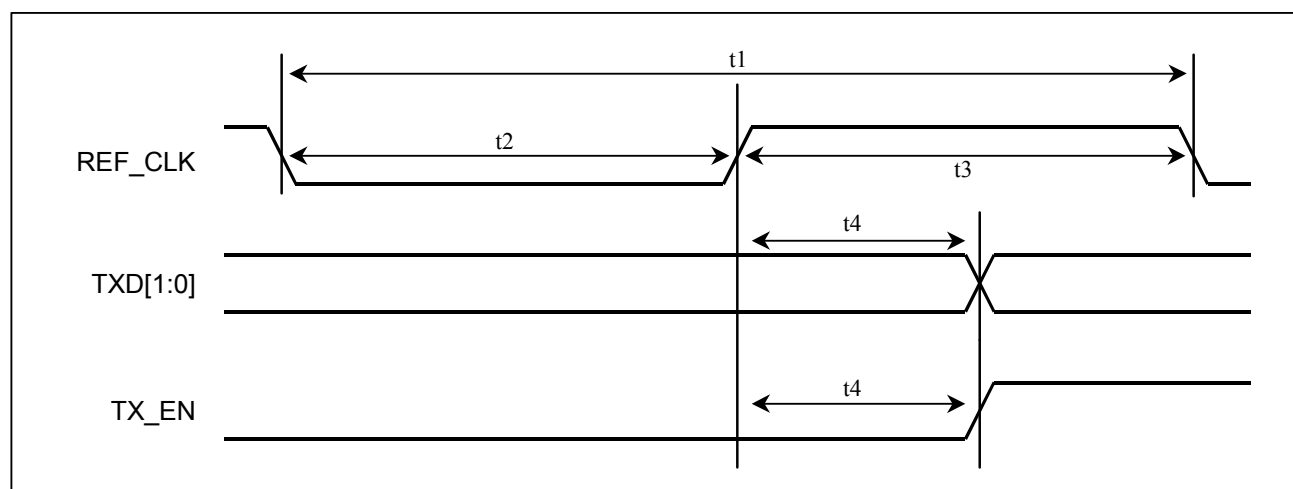 t1
t2
REF_CLK
t3
t4
TXD[1:0]
t4
TX_EN